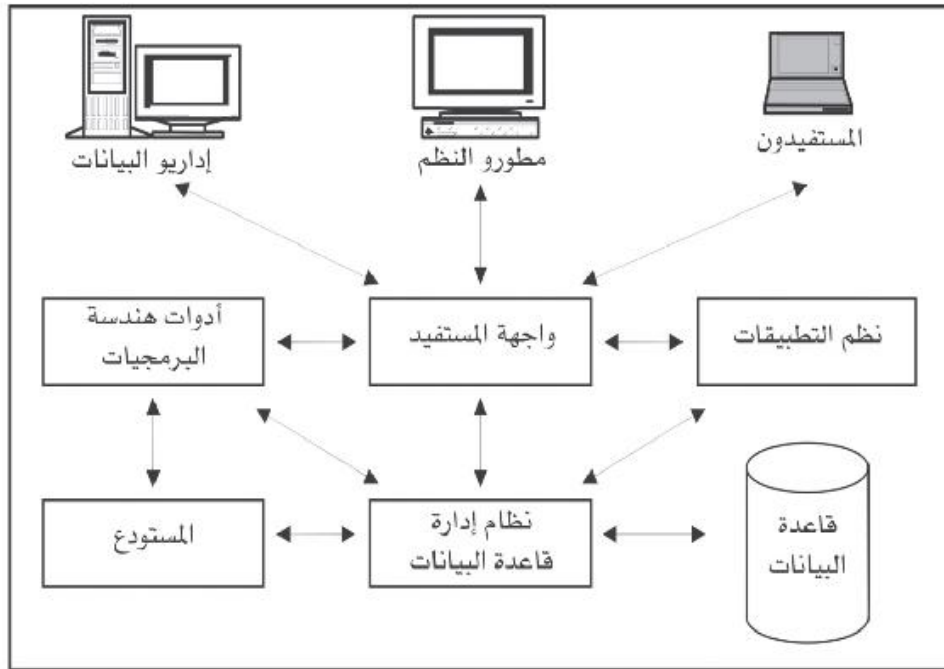 المستفيدون
مطورو النظم
إداريو البيانات
نظم التطبيقات
واجهة المستفيد
أدوات هندسة
البرمجيات
قاعدة
البيانات
نظام إدارة
قاعدة البيانات
المستودع